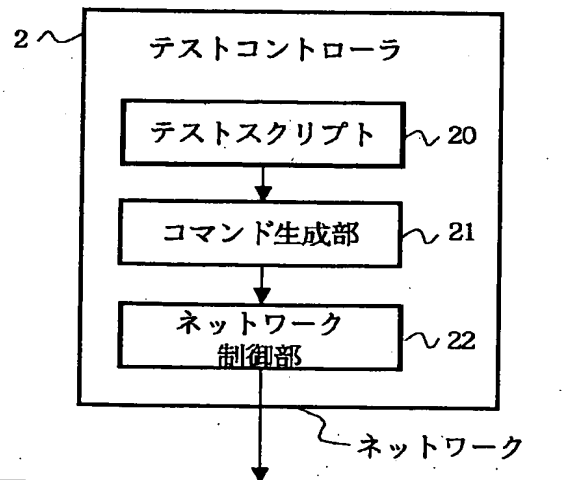 2
テストコントローラ
テストスクリプト
20
コマンド生成部
21
ネットワーク
制御部
22
ネットワーク